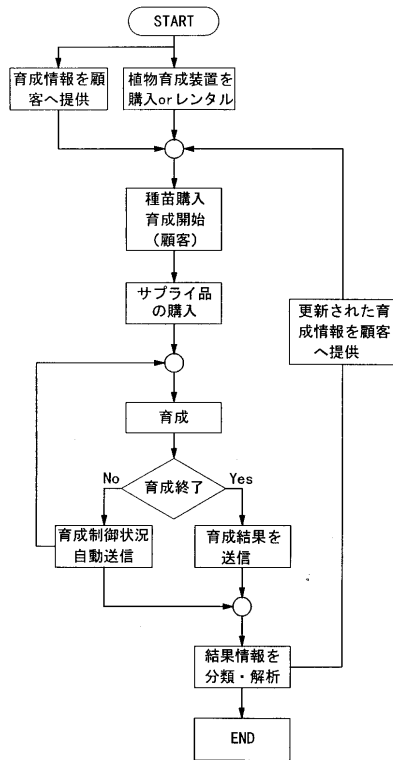 START
育成情報を顧
客へ提供
植物育成装置を
購入orレンタル
種苗購入
育成開始
(顧客)
サプライ品
の購入
更新された育
成情報を顧客
へ提供
育成
育成終了
No
Yes
育成制御状況
自動送信
育成結果を
送信
結果情報を
分類・解析
END